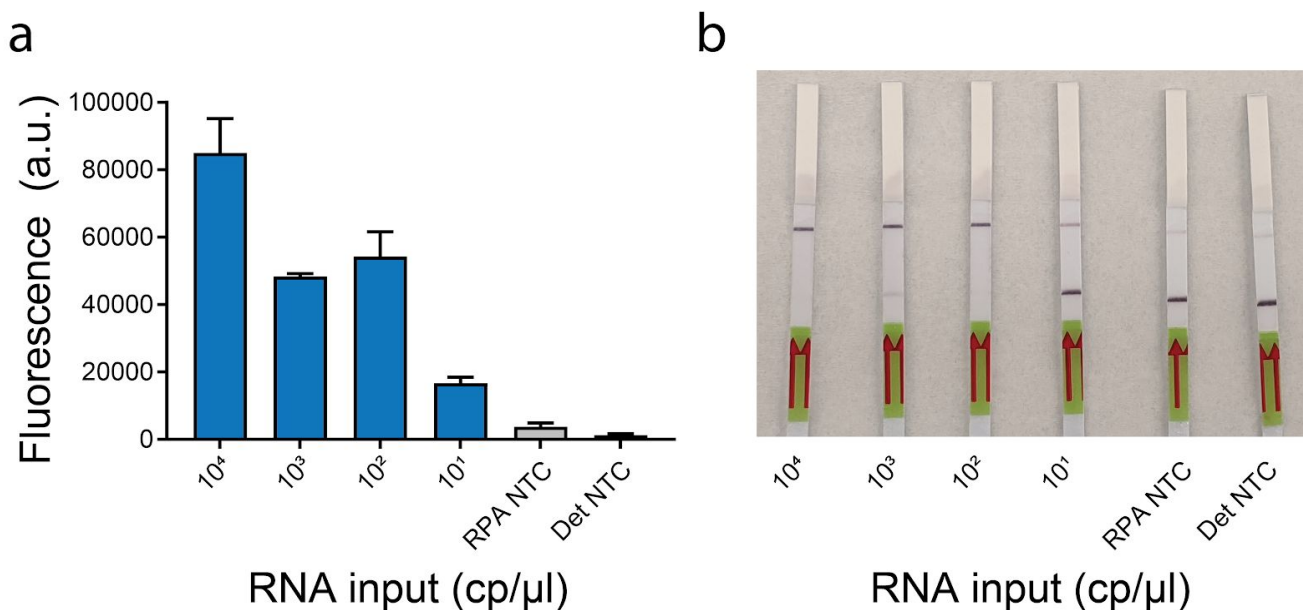 a
Fluorescence (a.u.)
100000
80000
60000
40000
20000
0
10⁴
10³
10²
10¹
RPA NTC
Det NTC
RNA input (cp/µl)
b
10⁴
10³
10²
10¹
RPA NTC
Det NTC
RNA input (cp/µl)